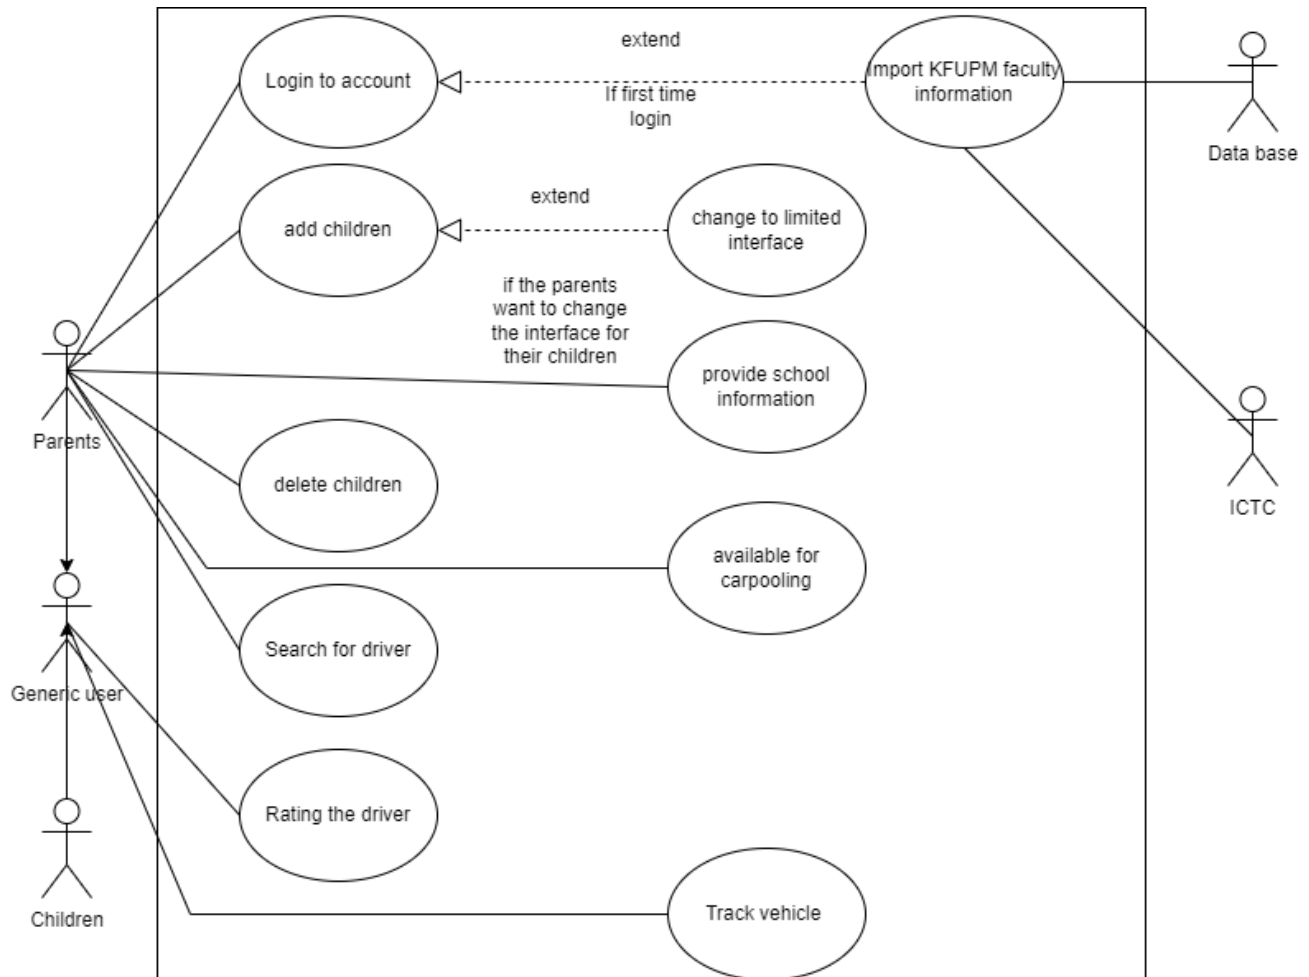 extend
Login to account
Import KFUPM faculty
information
If first time
login
Data base
extend
add children
change to limited
interface
if the parents
want to change
the interface for
their children
provide school
information
Parents
delete children
ICTC
available for
carpooling
Search for driver
Generic user
Rating the driver
Children
Track vehicle